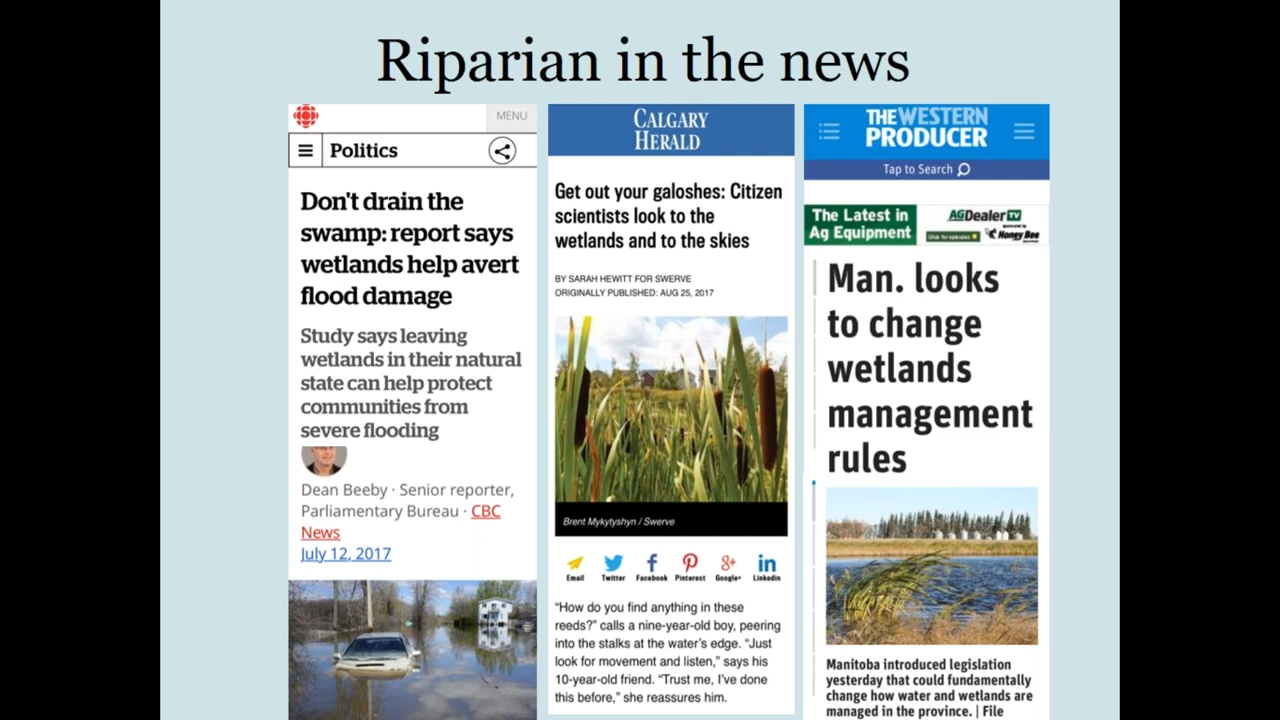 Riparian in the news
MENU
Politics
Don't drain the
swamp: report says
wetlands help avert
flood damage
Study says leaving
wetlands in their natural
state can help protect
communities from
severe flooding
Dean Beeby · Senior reporter,
Parliamentary Bureau · CBC
News
July 12, 2017
CALGARY
HERALD
Get out your galoshes: Citizen
scientists look to the
wetlands and to the skies
BY SARAH HEWITT FOR SWERVE
ORIGINALLY PUBLISHED: AUG 25, 2017
Brent Mykytyshyn / Swerve
Email Twitter Facebook Pinterest Google+ Linkedin
“How do you find anything in these
reeds?” calls a nine-year-old boy, peering
into the stalks at the water’s edge. “Just
look for movement and listen,” says his
10-year-old friend. “Trust me, I’ve done
this before,” she reassures him.
THE WESTERN
PRODUCER
Tap to Search
The Latest in
Ag Equipment
AGDealer TV
Honey Bee
Man. looks
to change
wetlands
management
rules
Manitoba introduced legislation
yesterday that could fundamentally
change how water and wetlands are
managed in the province. | File